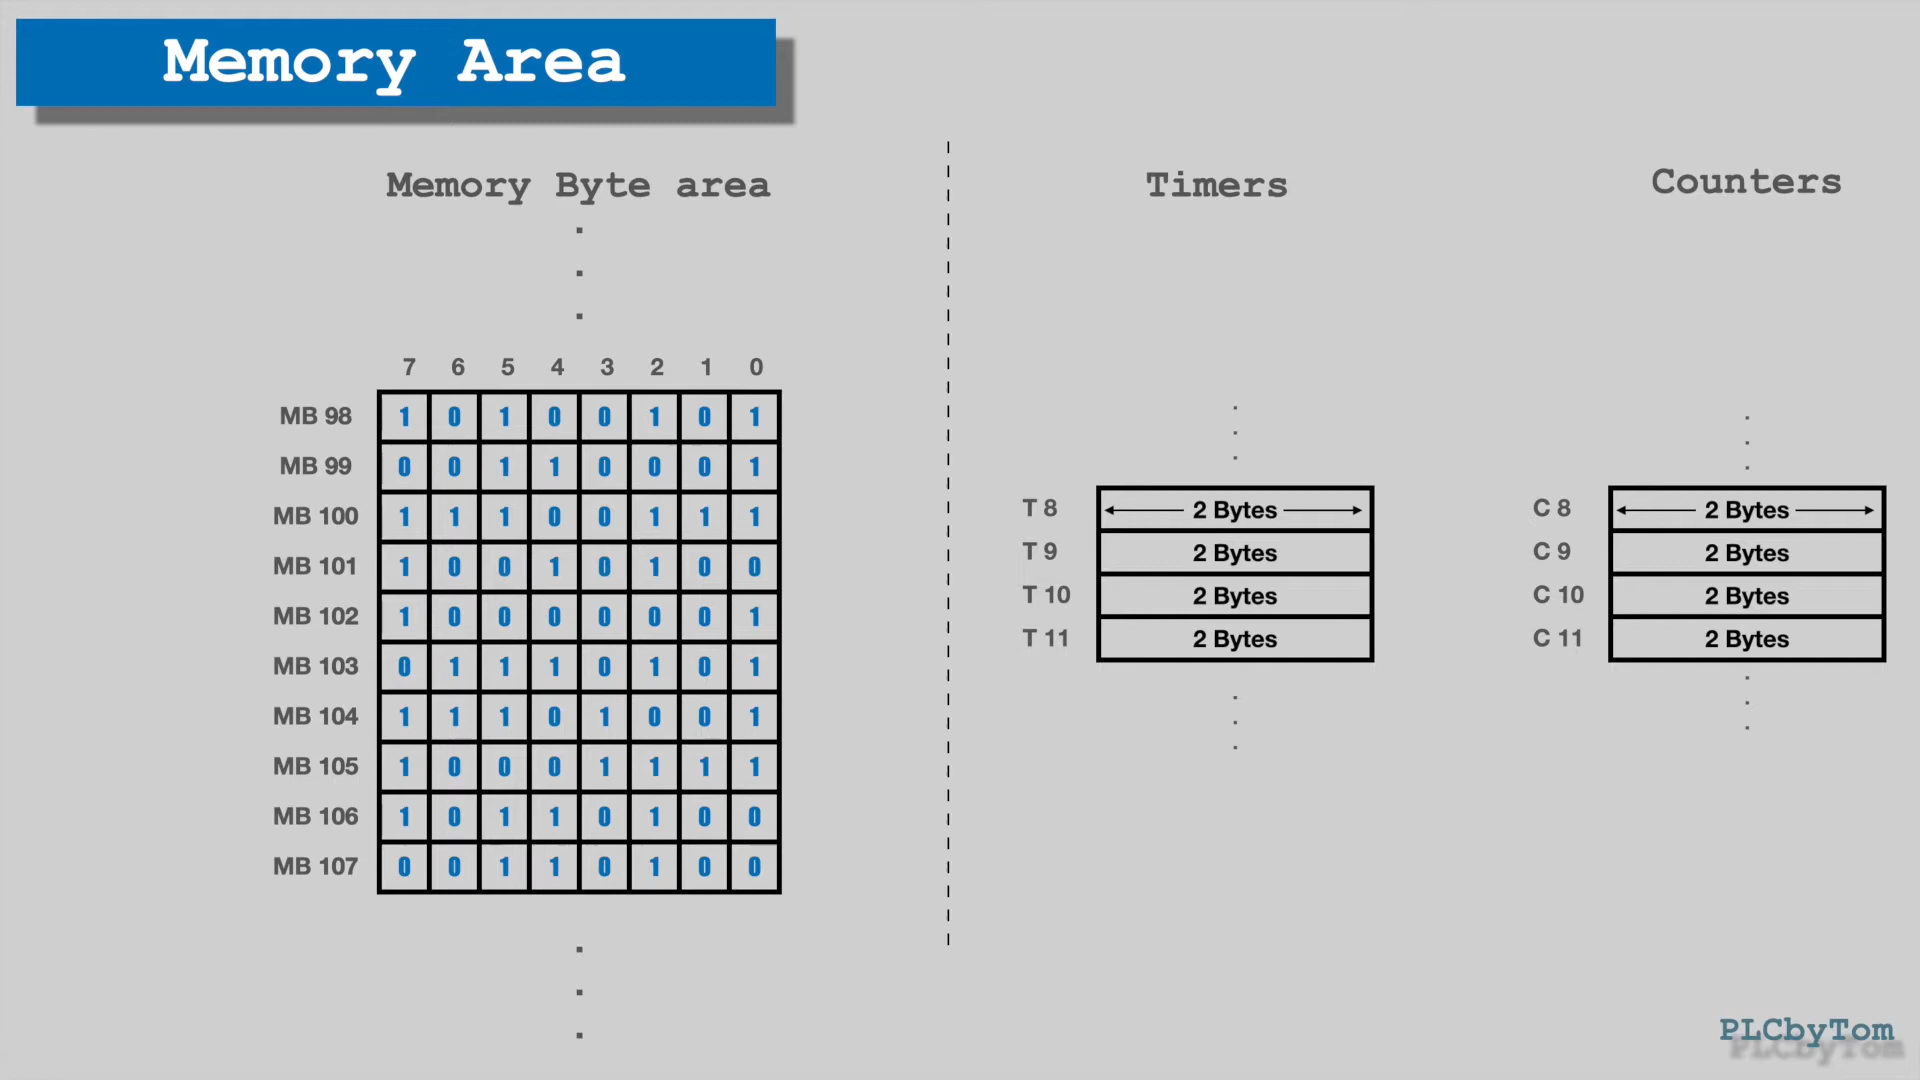 Memory Area
Memory Byte area
7 6 5 4 3 2 1 0
MB 98 1 0 1 0 0 1 0 1
MB 99 0 0 1 1 0 0 0 1
MB 100 1 1 1 0 0 1 1 1
MB 101 1 0 0 1 0 1 0 0
MB 102 1 0 0 0 0 0 0 1
MB 103 0 1 1 1 0 1 0 1
MB 104 1 1 1 0 1 0 0 1
MB 105 1 0 0 0 1 1 1 1
MB 106 1 0 1 1 0 1 0 0
MB 107 0 0 1 1 0 1 0 0
Timers
T 8 2 Bytes
T 9 2 Bytes
T 10 2 Bytes
T 11 2 Bytes
Counters
C 8 2 Bytes
C 9 2 Bytes
C 10 2 Bytes
C 11 2 Bytes
PLCbyTom